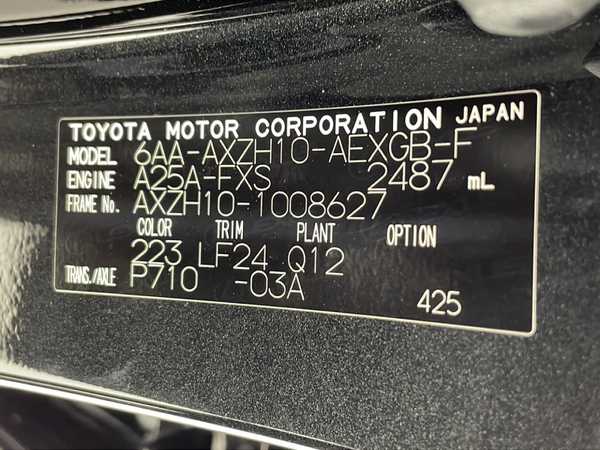 TOYOTA MOTOR CORPORATION JAPAN
MODEL 6AA-AXZH10-AEXGB-F
ENGINE A25A-FXS 2487 mL
FRAME No. AXZH10-1008627
COLOR TRIM PLANT OPTION
223 LF24 Q12
TRANS./AXLE P710 -03A
425